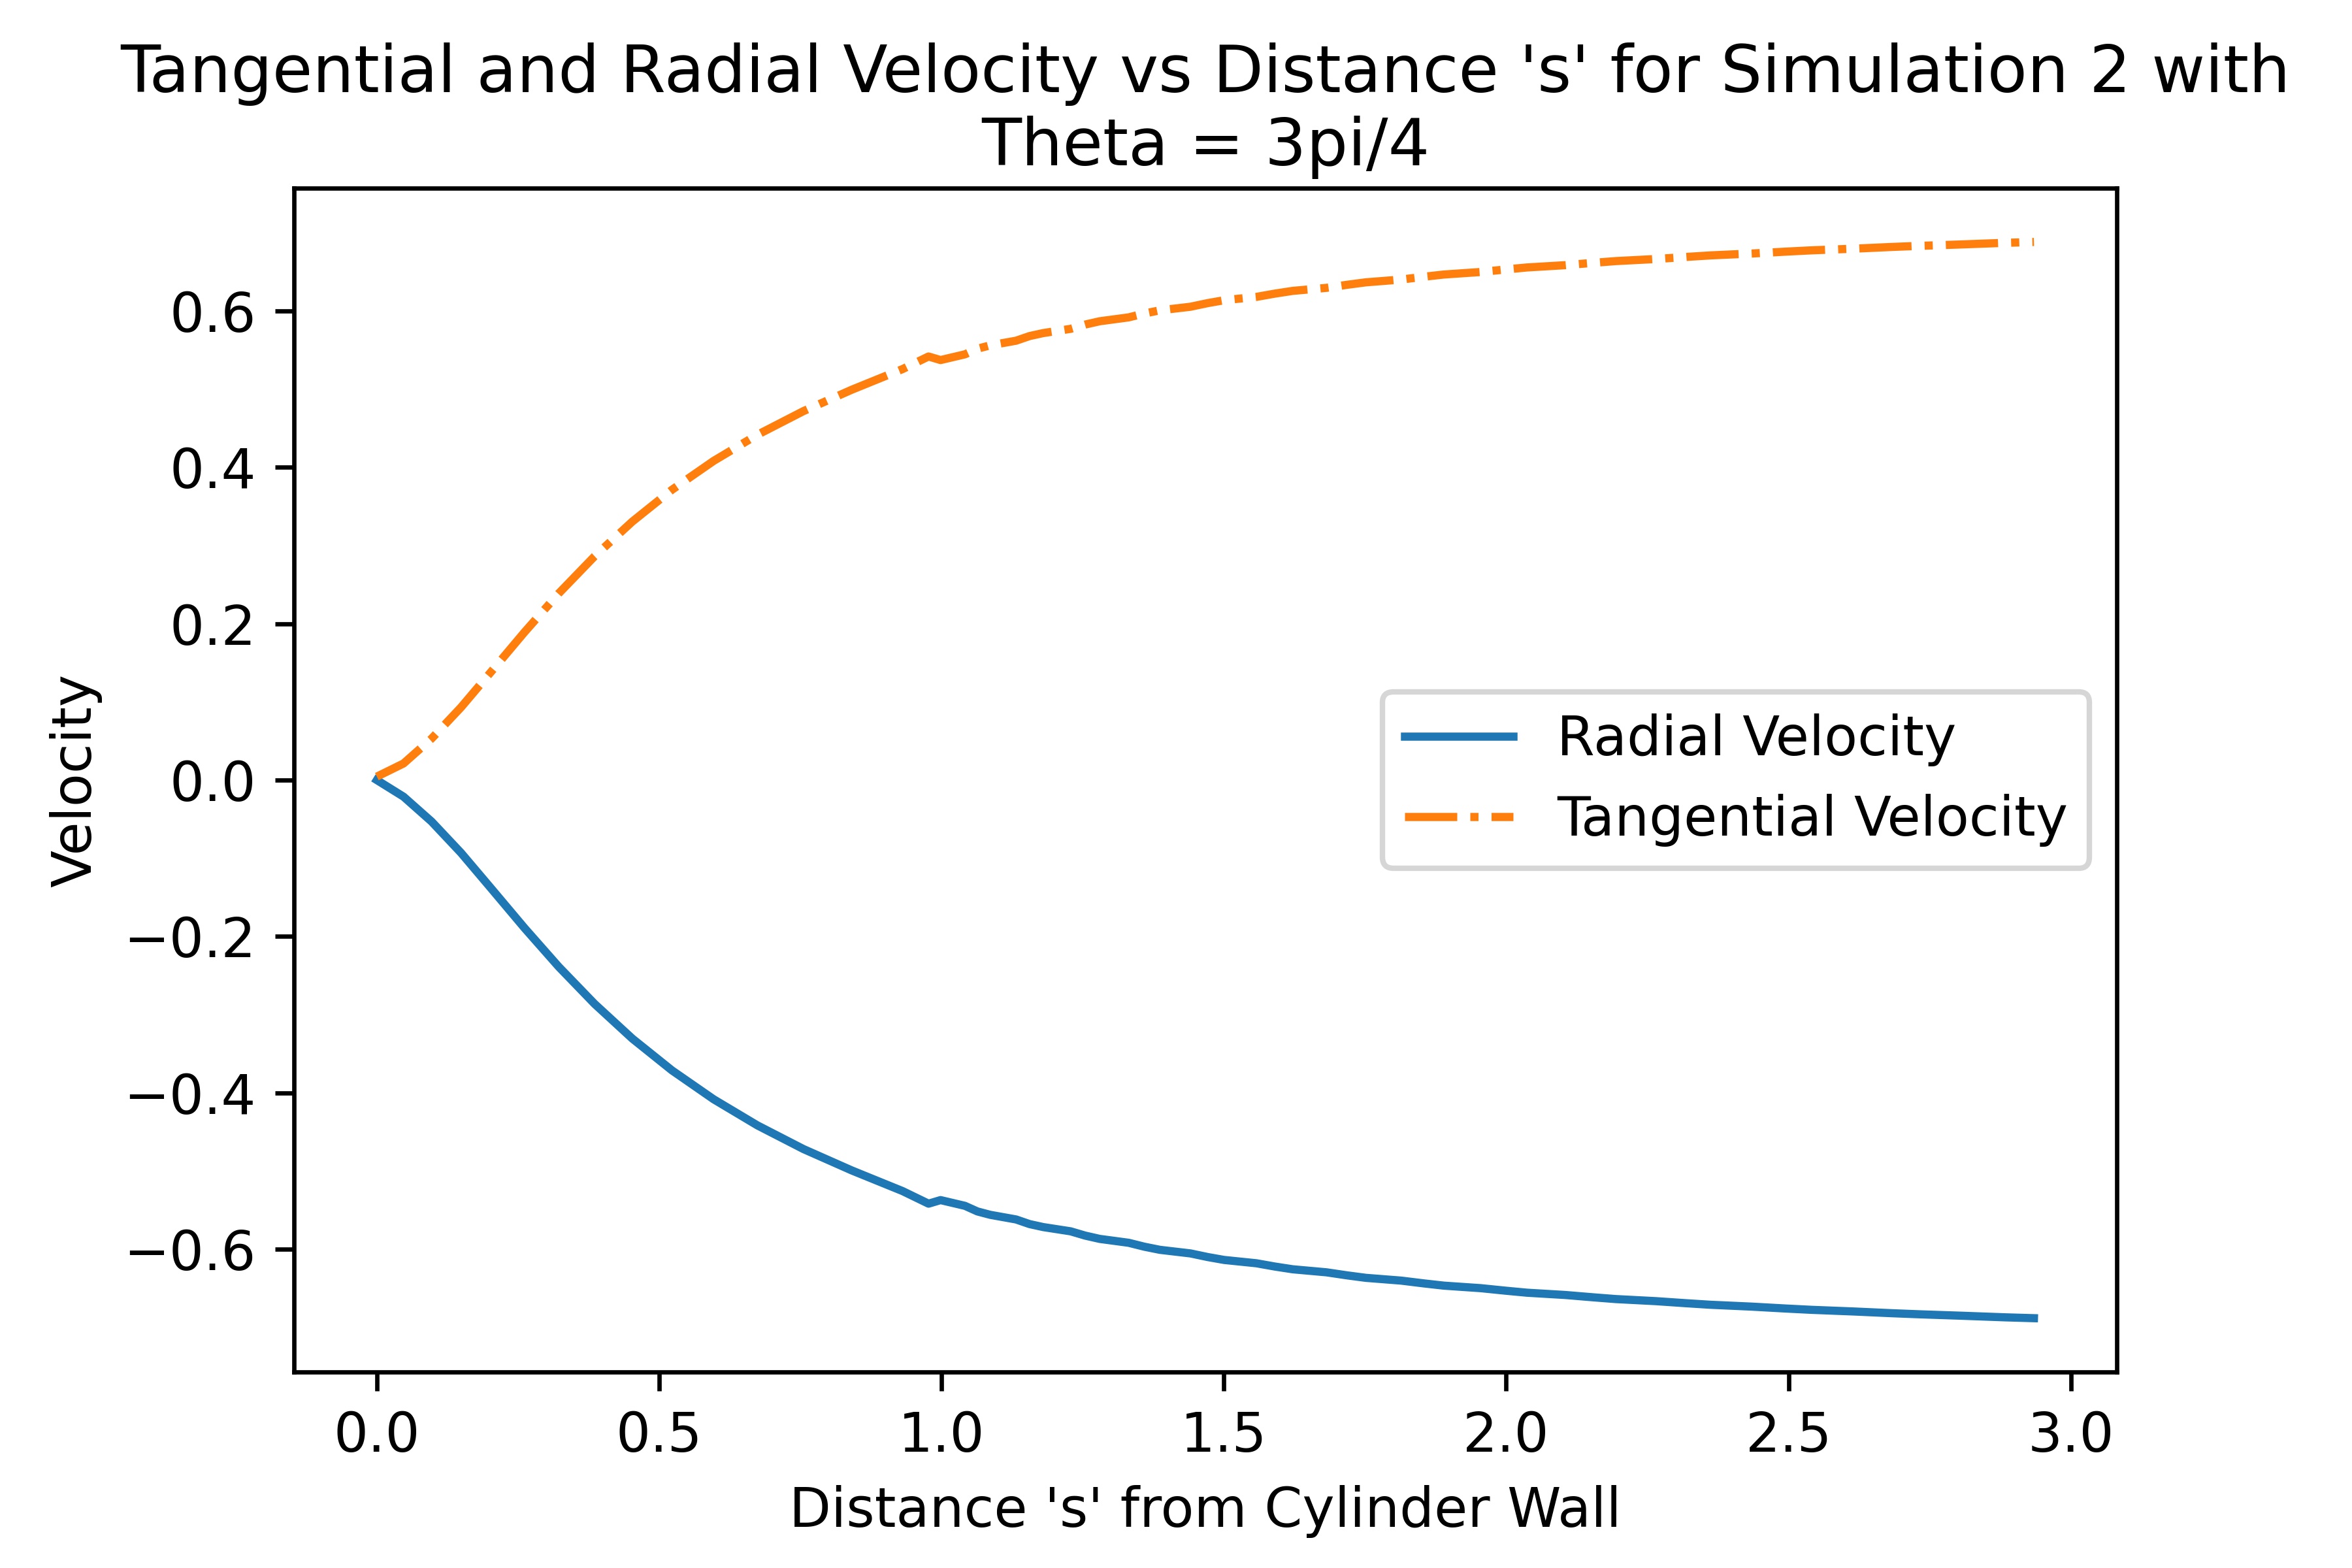 Tangential and Radial Velocity vs Distance 's' for Simulation 2 with
Theta = 3pi/4
Velocity
0.6
0.4
0.2
0.0
−0.2
−0.4
−0.6
Radial Velocity
Tangential Velocity
0.0 0.5 1.0 1.5 2.0 2.5 3.0
Distance 's' from Cylinder Wall